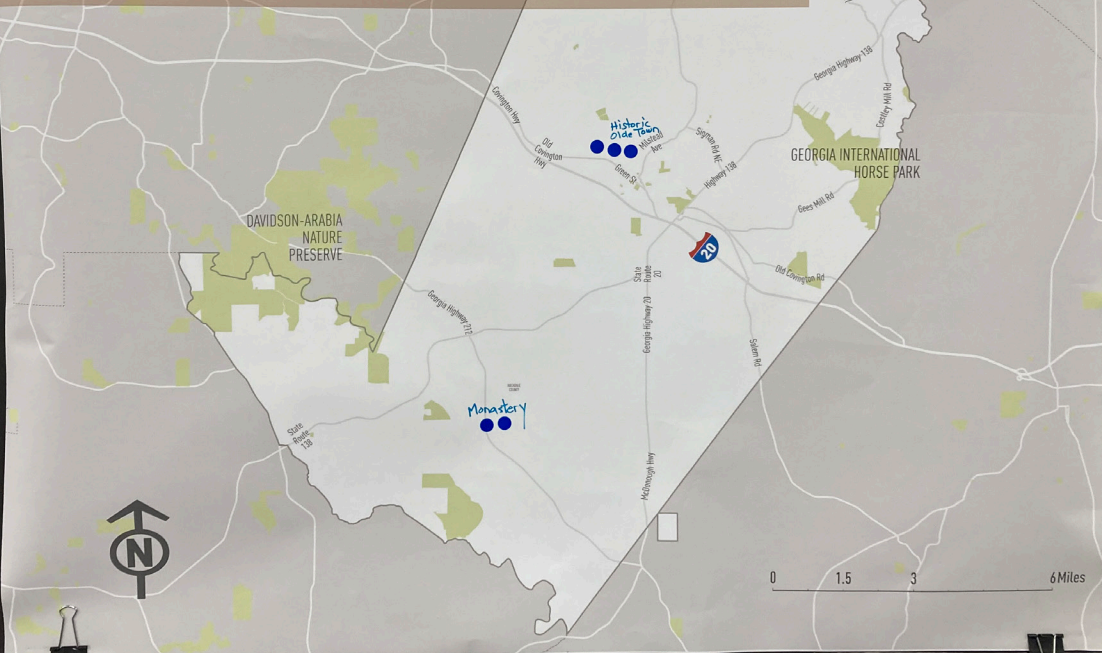 Georgia Highway 138
Covington Hwy
Costley Mill Rd
Historic
Olde Town
Old
Covington
Hwy
Milstead
Ave
Sigman Rd NE
Green St
Highway 138
GEORGIA INTERNATIONAL
HORSE PARK
Gees Mill Rd
DAVIDSON-ARABIA
NATURE
PRESERVE
20
State
Route
20
Old Covington Rd
Georgia Highway 212
Georgia Highway 20
Salem Rd
Monastery
State
Route
138
McDonough Hwy
N
0 1.5 3 6 Miles